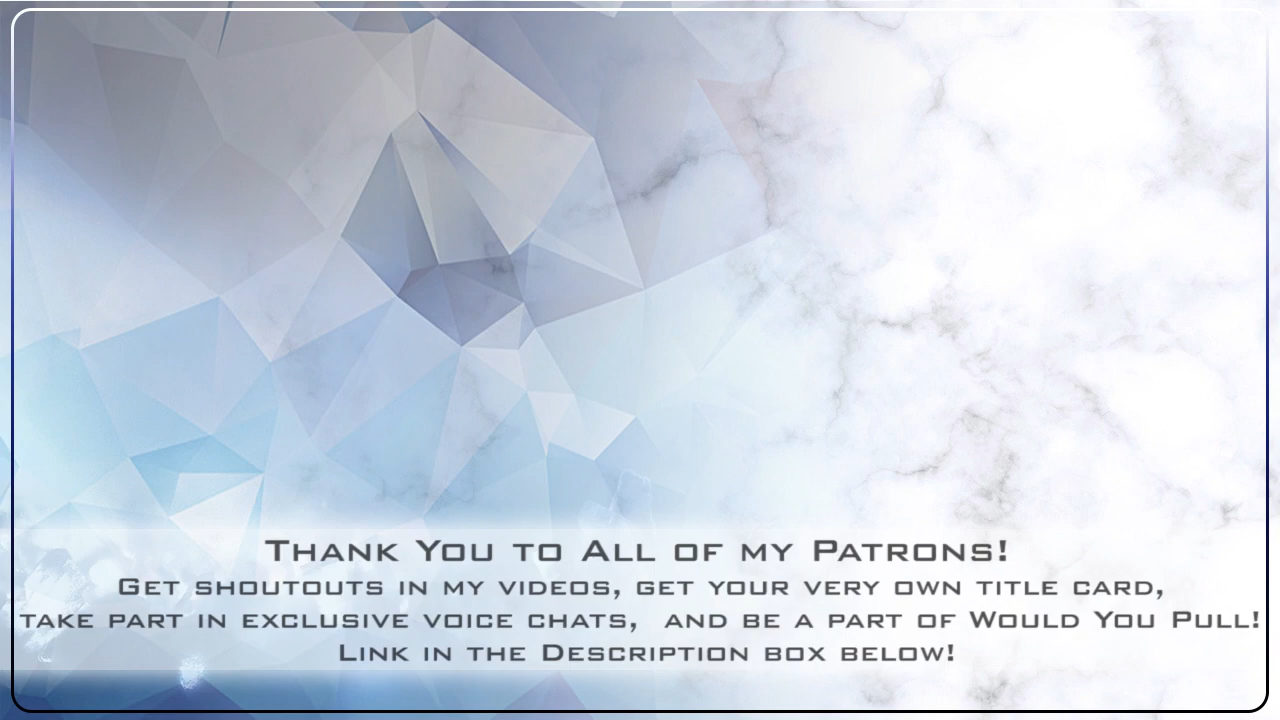 Thank You to All of my Patrons!
Get shoutouts in my videos, get your very own title card,
take part in exclusive voice chats, and be a part of Would You Pull!
Link in the Description box below!